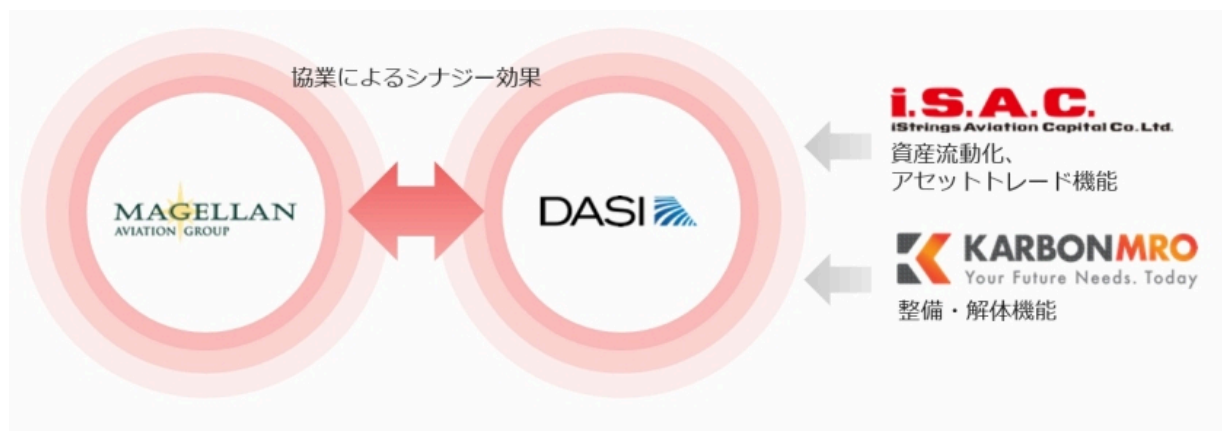 協業によるシナジー効果
MAGELLAN
AVIATION GROUP
DASI
i.S.A.C.
iStrings Aviation Capital Co. Ltd.
資産流動化、
アセットトレード機能
KARBONMRO
Your Future Needs. Today
整備・解体機能